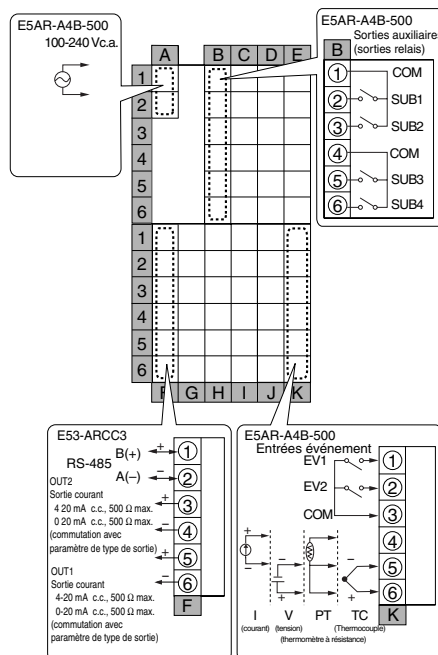 E5AR-A4B-500
100-240 Vc.a.
E5AR-A4B-500
Sorties auxiliaires
(sorties relais)
B
1 COM
2 SUB1
3 SUB2
4 COM
5 SUB3
6 SUB4
A B C D E
1
2
3
4
5
6
1
2
3
4
5
6
F G H I J K
E53-ARCC3
RS-485
B(+) + 1
A(−) − 2
OUT2
Sortie courant
4 20 mA c.c., 500 Ω max.
0 20 mA c.c., 500 Ω max.
(commutation avec
paramètre de type de sortie)
+ 3
− 4
+ 5
− 6
OUT1
Sortie courant
4-20 mA c.c., 500 Ω max.
0-20 mA c.c., 500 Ω max.
(commutation avec
paramètre de type de sortie)
F
E5AR-A4B-500
Entrées événement
EV1 1
EV2 2
COM 3
4
5
6
+ − − −
− + +
I V PT TC
(courant) (tension) (Thermocouple)
(thermomètre à résistance)
K